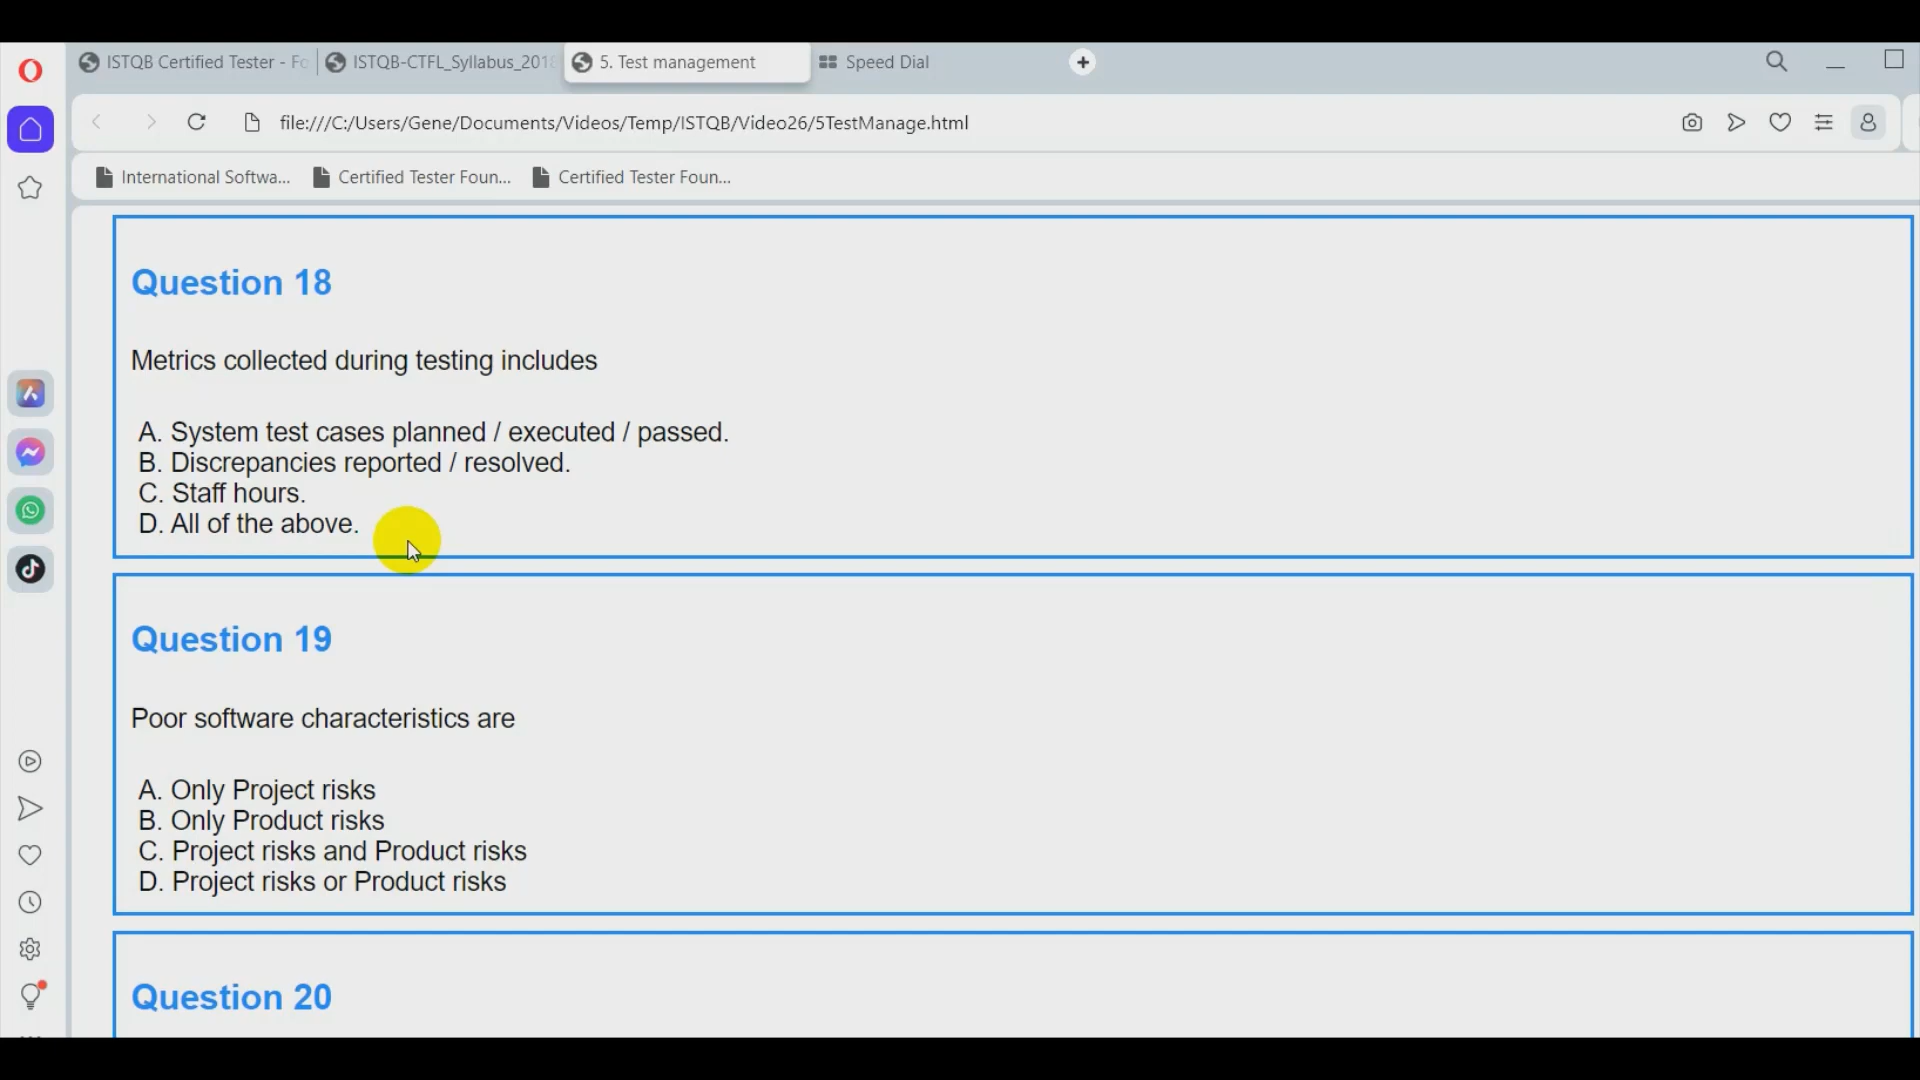 ISTQB Certified Tester - Fo
ISTQB-CTFL_Syllabus_2018
5. Test management
Speed Dial
file:///C:/Users/Gene/Documents/Videos/Temp/ISTQB/Video26/5TestManage.html
International Softwa...
Certified Tester Foun...
Certified Tester Foun...
Question 18
Metrics collected during testing includes
A. System test cases planned / executed / passed.
B. Discrepancies reported / resolved.
C. Staff hours.
D. All of the above.
Question 19
Poor software characteristics are
A. Only Project risks
B. Only Product risks
C. Project risks and Product risks
D. Project risks or Product risks
Question 20